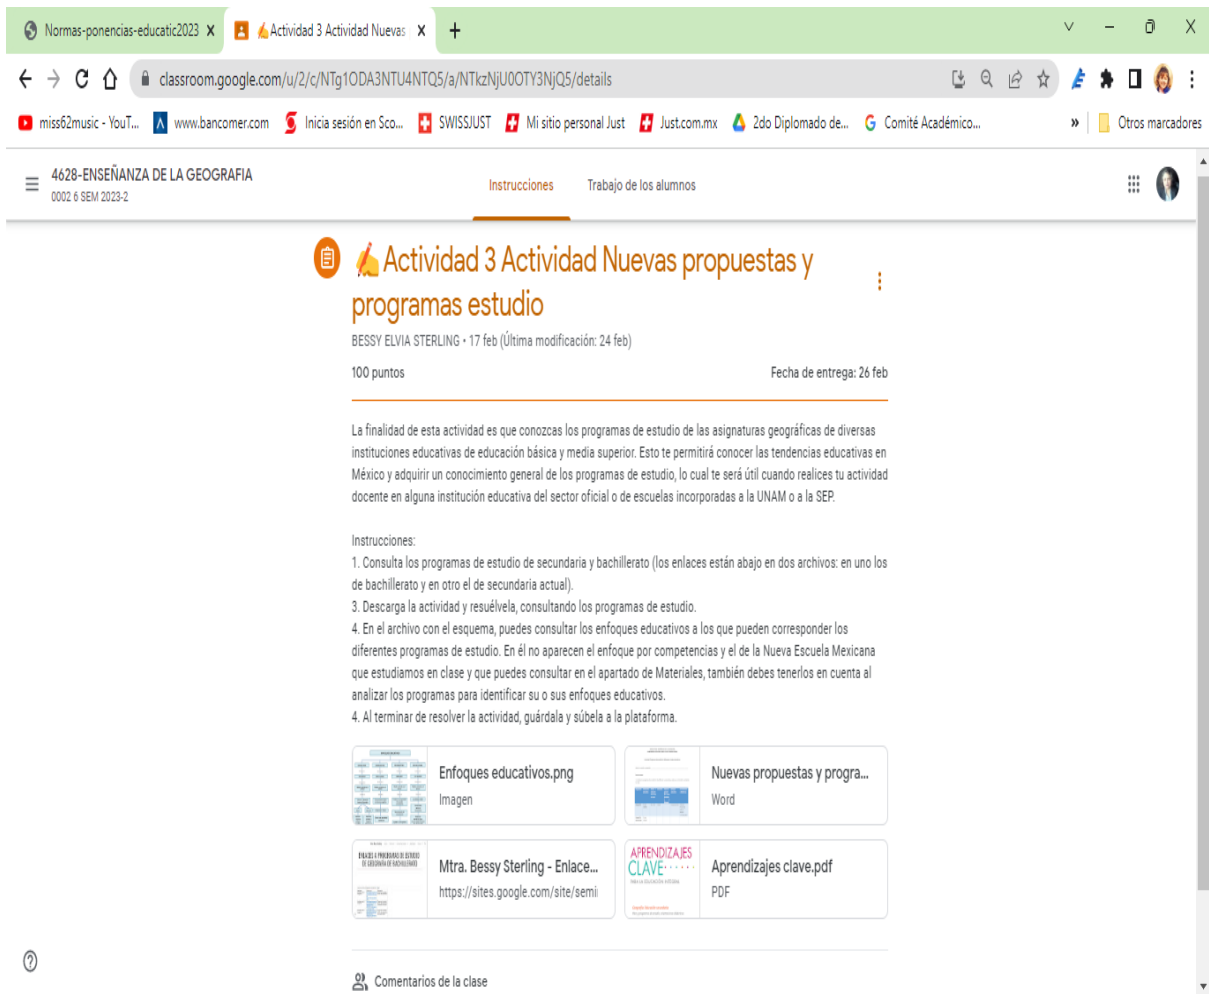 Normas-ponencias-educatic2023
Actividad 3 Actividad Nuevas
classroom.google.com/u/2/c/NTg1ODA3NTU4NTQ5/a/NTkzNjU0OTY3NjQ5/details
miss62music - YouT... www.bancomer.com Inicia sesión en Sco... SWISSJUST Mi sitio personal Just Just.com.mx 2do Diplomado de... Comité Académico... » Otros marcadores
4628-ENSEÑANZA DE LA GEOGRAFIA
0002 6 SEM 2023-2
Instrucciones Trabajo de los alumnos
✍Actividad 3 Actividad Nuevas propuestas y
programas estudio
BESSY ELVIA STERLING • 17 feb (Última modificación: 24 feb)
100 puntos Fecha de entrega: 26 feb
La finalidad de esta actividad es que conozcas los programas de estudio de las asignaturas geográficas de diversas
instituciones educativas de educación básica y media superior. Esto te permitirá conocer las tendencias educativas en
México y adquirir un conocimiento general de los programas de estudio, lo cual te será útil cuando realices tu actividad
docente en alguna institución educativa del sector oficial o de escuelas incorporadas a la UNAM o a la SEP.
Instrucciones:
1. Consulta los programas de estudio de secundaria y bachillerato (los enlaces están abajo en dos archivos: en uno los
de bachillerato y en otro el de secundaria actual).
3. Descarga la actividad y resuélvela, consultando los programas de estudio.
4. En el archivo con el esquema, puedes consultar los enfoques educativos a los que pueden corresponder los
diferentes programas de estudio. En él no aparecen el enfoque por competencias y el de la Nueva Escuela Mexicana
que estudiamos en clase y que puedes consultar en el apartado de Materiales, también debes tenerlos en cuenta al
analizar los programas para identificar su o sus enfoques educativos.
4. Al terminar de resolver la actividad, guárdala y súbela a la plataforma.
Enfoques educativos.png
Imagen
Nuevas propuestas y progra...
Word
ENLACES A PROGRAMAS DE ESTUDIO
DE GEOGRAFÍA DE BACHILLERATO
Mtra. Bessy Sterling - Enlace...
https://sites.google.com/site/semi
APRENDIZAJES
CLAVE
Aprendizajes clave.pdf
PDF
Comentarios de la clase